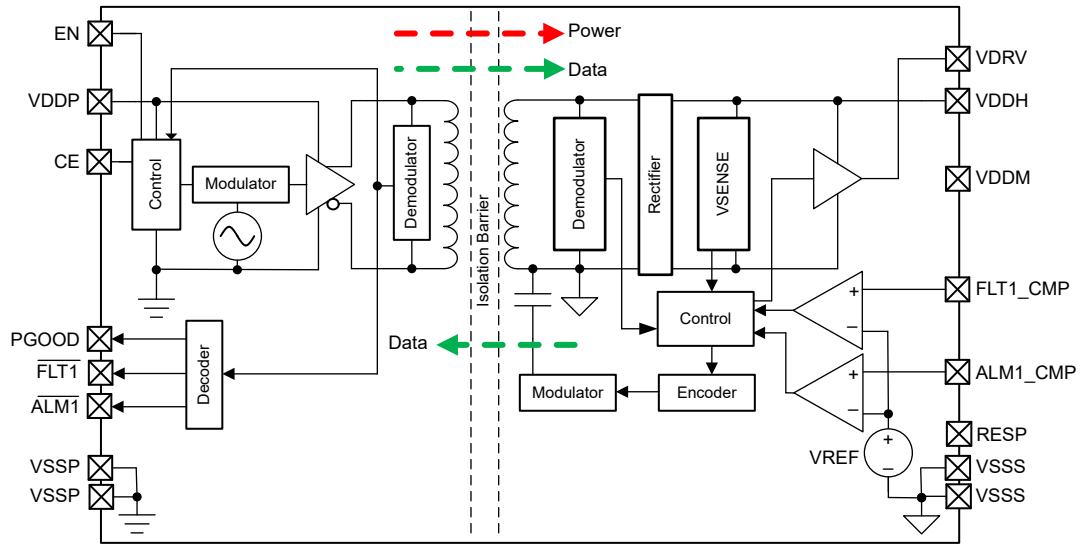 EN
VDDP
CE
Control
Modulator
Demodulator
Isolation Barrier
Power
Data
Demodulator
Rectifier
VSENSE
VDRV
VDDH
VDDM
PGOOD
FLT1
ALM1
Decoder
VSSP
VSSP
Data
Control
Modulator
Encoder
+
−
+
−
FLT1_CMP
ALM1_CMP
VREF
+
−
RESP
VSSS
VSSS